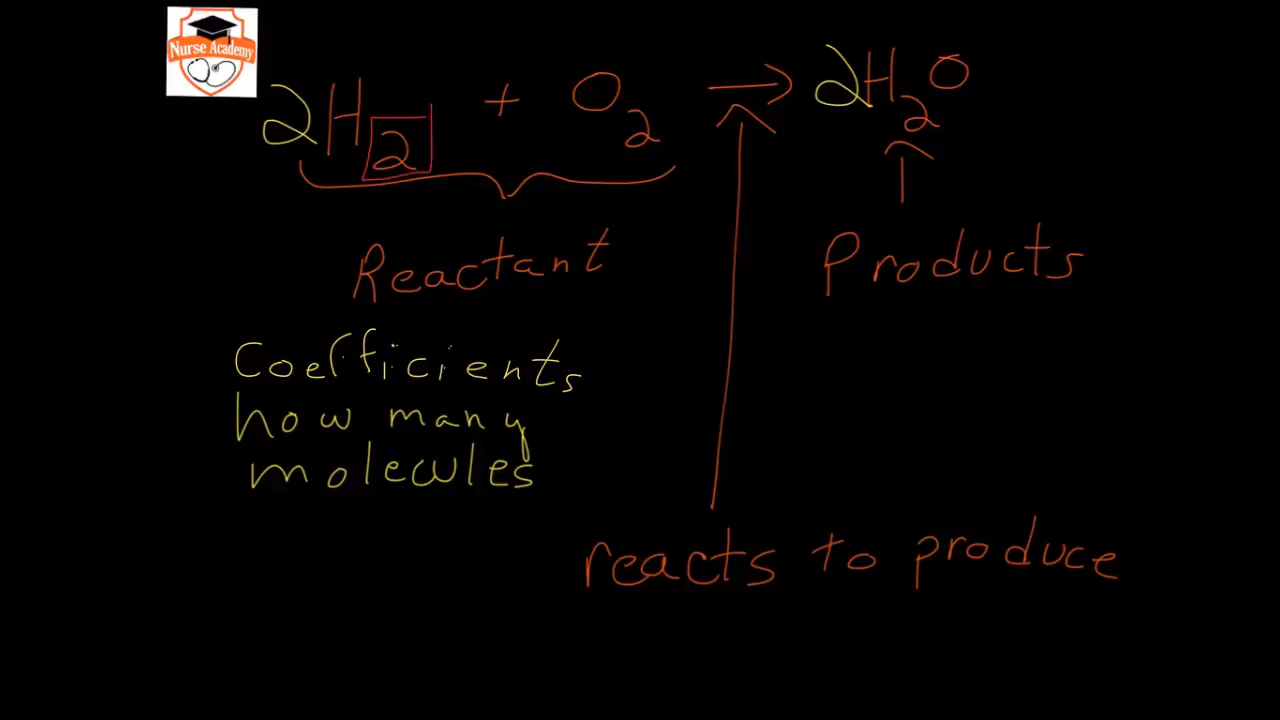 Nurse Academy
2H2 + O2 → 2H2O
Reactant
Products
Coefficients
how many
molecules
reacts to produce